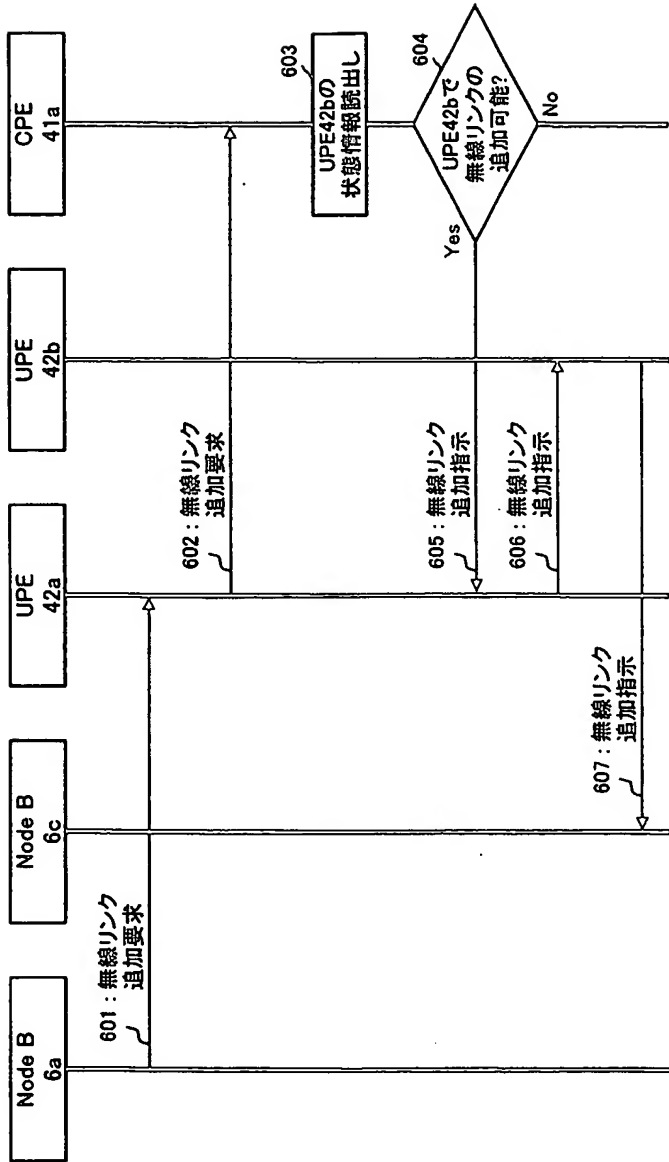 Node B
6a
Node B
6c
UPE
42a
UPE
42b
CPE
41a
601：無線リンク
追加要求
602：無線リンク
追加要求
603
UPE42bの
状態情報読出し
604
UPE42bで
無線リンクの
追加可能?
Yes
No
605：無線リンク
追加指示
606：無線リンク
追加指示
607：無線リンク
追加指示